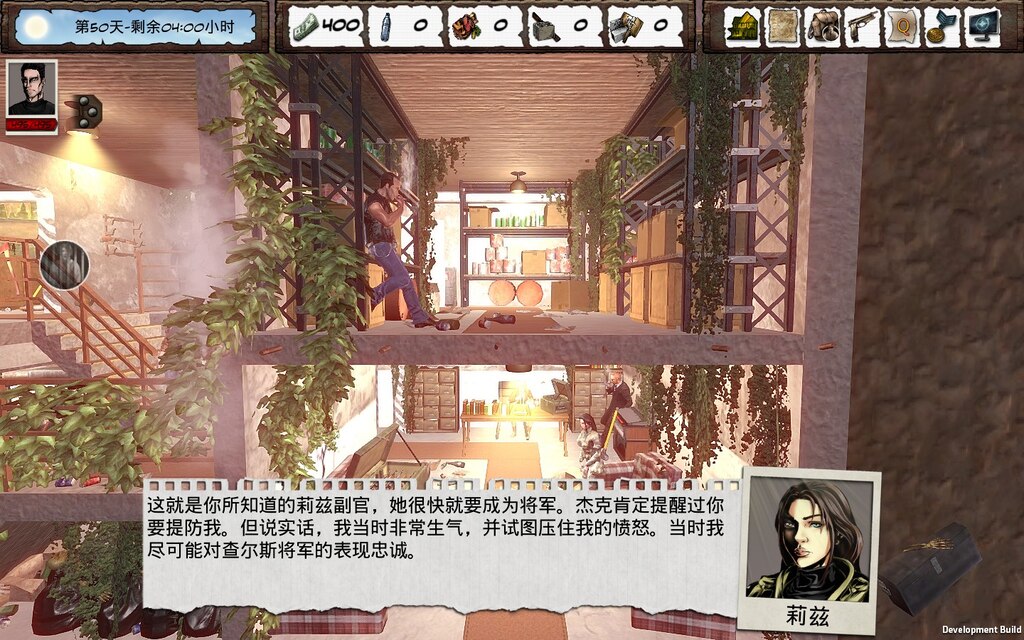 第50天-剩余04:00小时
400
0
0
0
0
Q
这就是你所知道的莉兹副官，她很快就要成为将军。杰克肯定提醒过你
要提防我。但说实话，我当时非常生气，并试图压住我的愤怒。当时我
尽可能对查尔斯将军的表现忠诚。
莉兹
Development Build